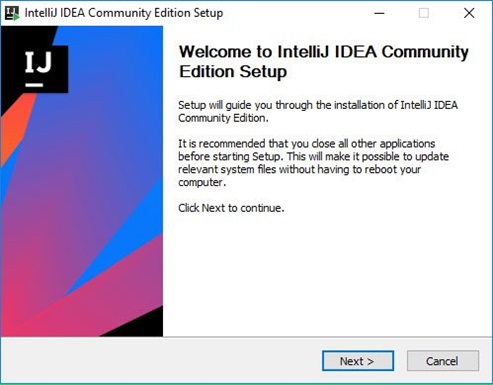 IntelliJ IDEA Community Edition Setup
IJ
Welcome to IntelliJ IDEA Community
Edition Setup
Setup will guide you through the installation of IntelliJ IDEA
Community Edition.
It is recommended that you close all other applications
before starting Setup. This will make it possible to update
relevant system files without having to reboot your
computer.
Click Next to continue.
Next >
Cancel